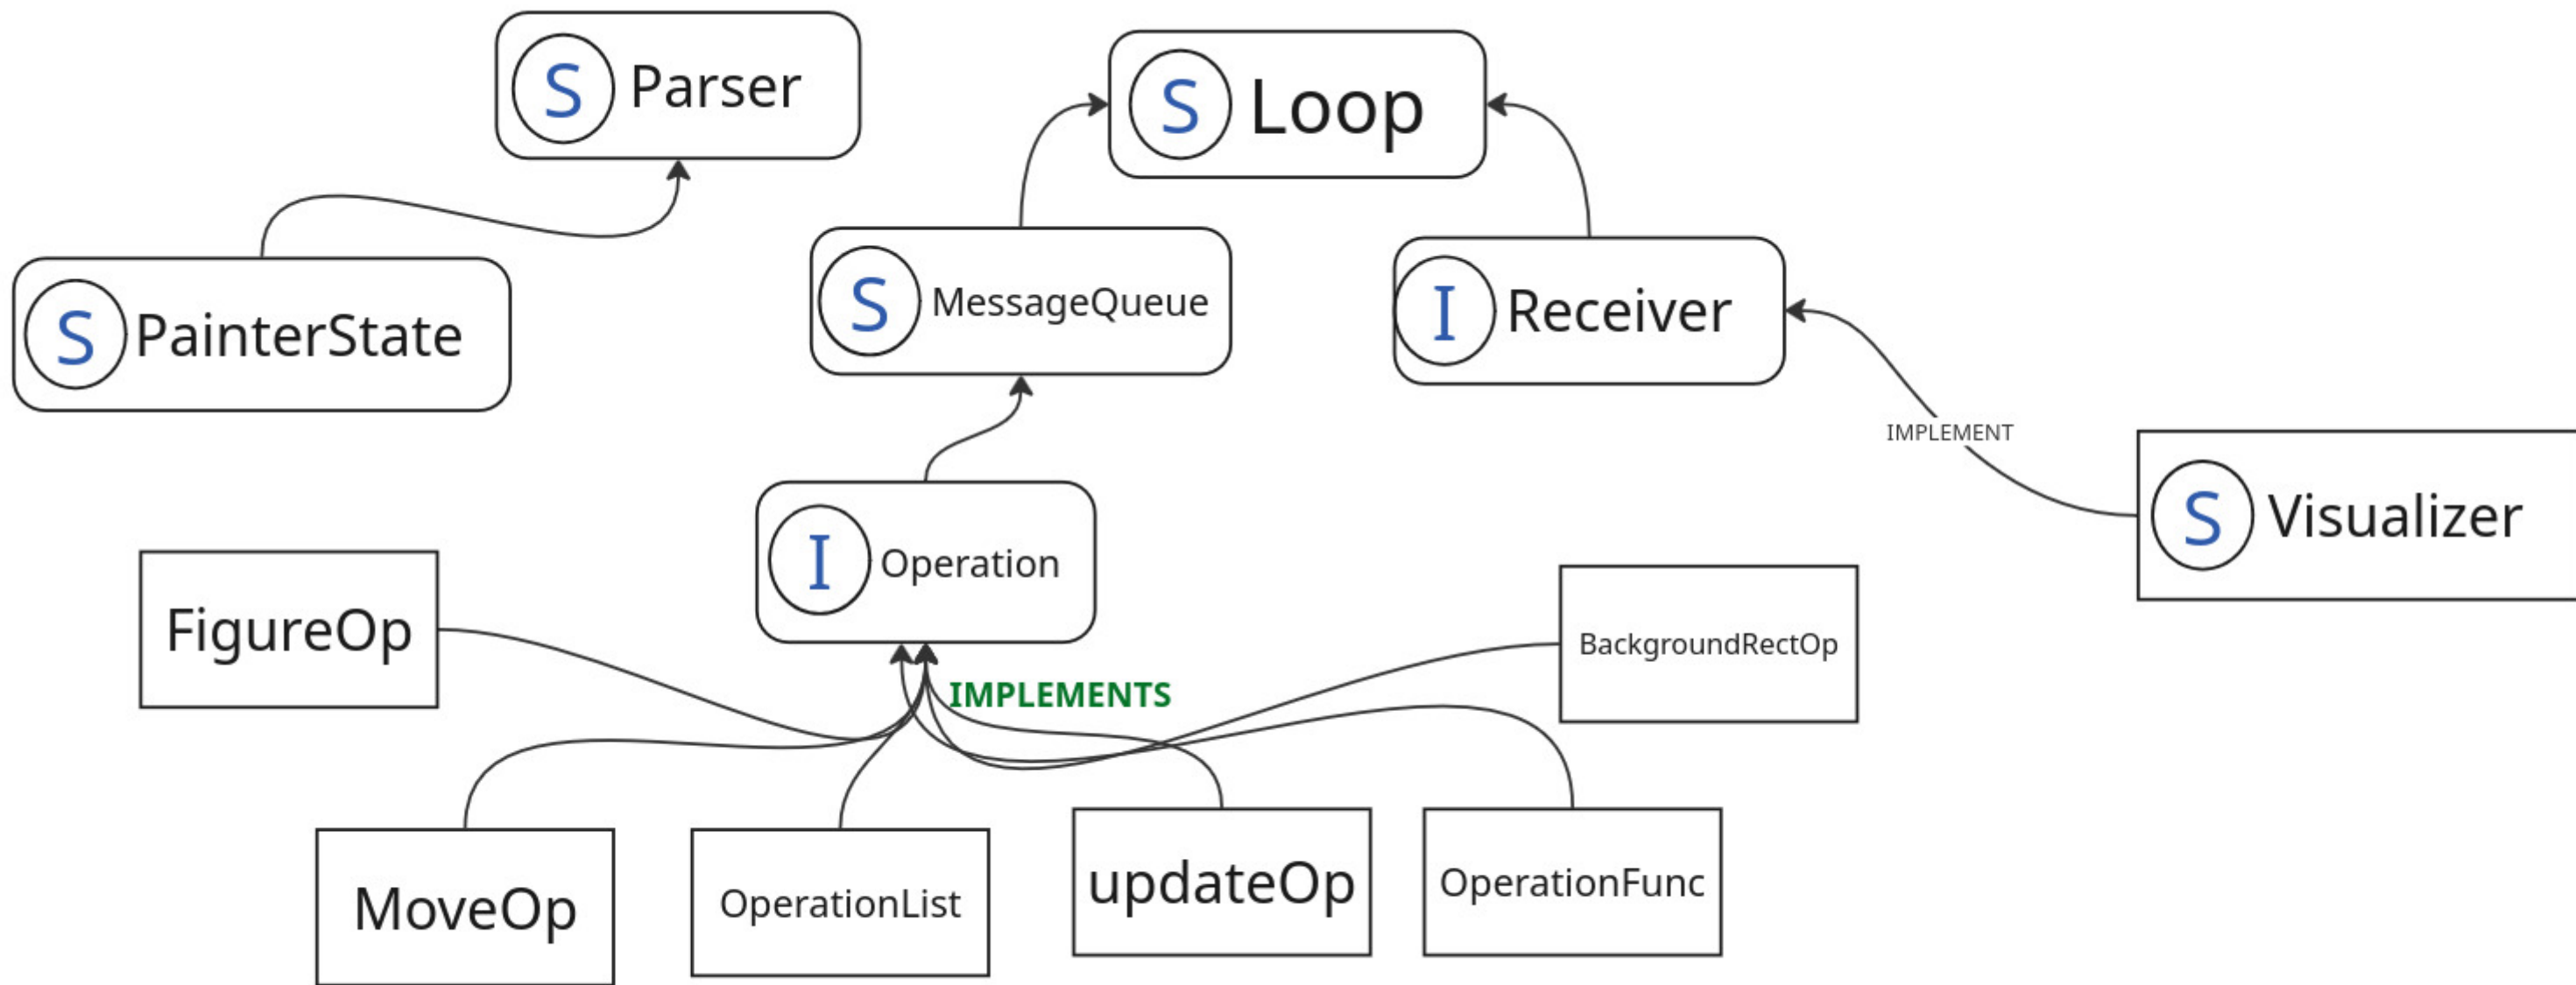 S Parser
S Loop
S PainterState
S MessageQueue
I Receiver
IMPLEMENT
S Visualizer
I Operation
FigureOp
BackgroundRectOp
IMPLEMENTS
MoveOp
OperationList
updateOp
OperationFunc